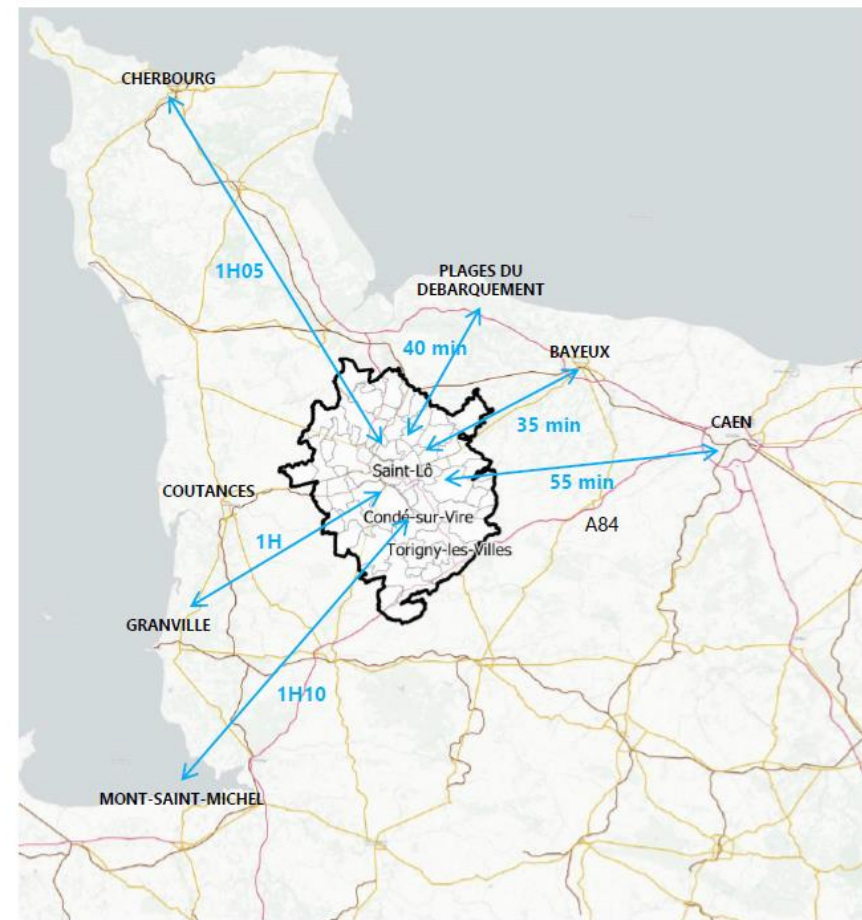 CHERBOURG
1H05
PLAGES DU
DEBARQUEMENT
40 min
BAYEUX
35 min
CAEN
Saint-Lô
55 min
COUTANCES
Condé-sur-Vire
A84
1H
Torigny-les-Villes
GRANVILLE
1H10
MONT-SAINT-MICHEL